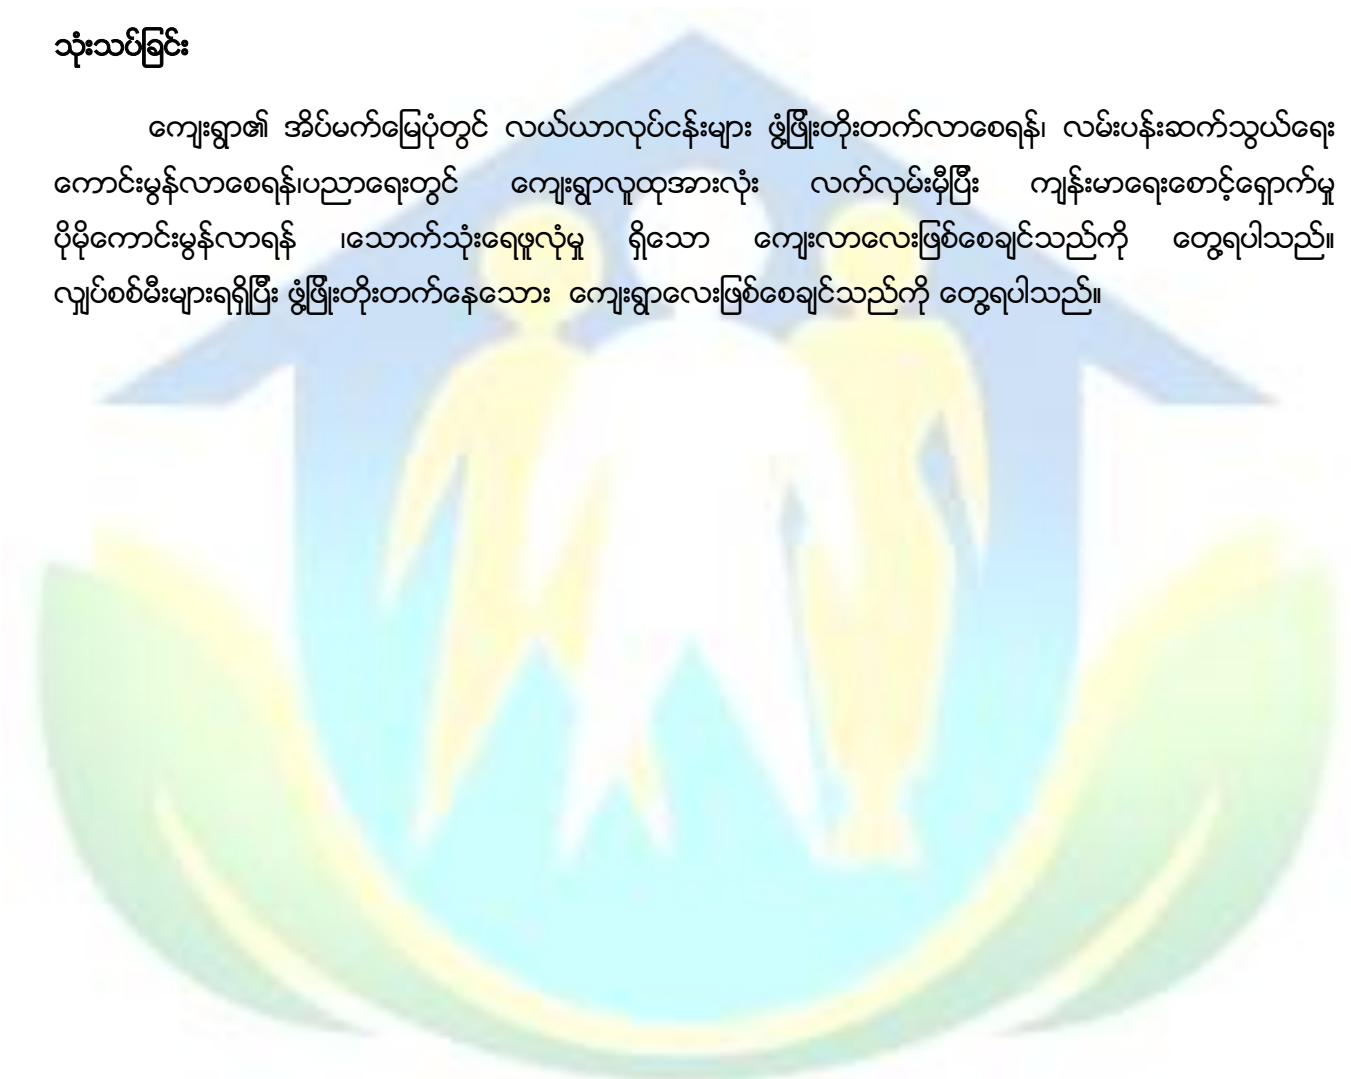 သုံးသပ်ခြင်း
ကျေးရွာ၏ အိပ်မက်မြေပုံတွင် လယ်ယာလုပ်ငန်းများ ဖွံ့ဖြိုးတိုးတက်လာစေရန်၊ လမ်းပန်းဆက်သွယ်ရေး
ကောင်းမွန်လာစေရန်၊ပညာရေးတွင် ကျေးရွာလူထုအားလုံး လက်လှမ်းမှီပြီး ကျန်းမာရေးစောင့်ရှောက်မှု
ပိုမိုကောင်းမွန်လာရန် ၊သောက်သုံးရေဖူလုံမှု ရှိသော ကျေးလာလေးဖြစ်စေချင်သည်ကို တွေ့ရပါသည်။
လျှပ်စစ်မီးများရရှိပြီး ဖွံ့ဖြိုးတိုးတက်နေသေား ကျေးရွာလေးဖြစ်စေချင်သည်ကို တွေ့ရပါသည်။